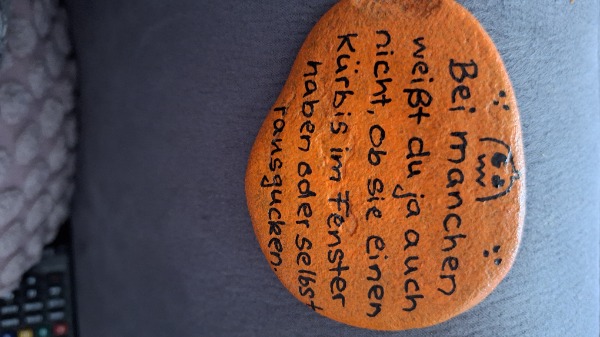 Bei manchen
weißt du ja auch
nicht, ob sie einen
Kürbis im Fenster
haben oder selbst
rausgucken.